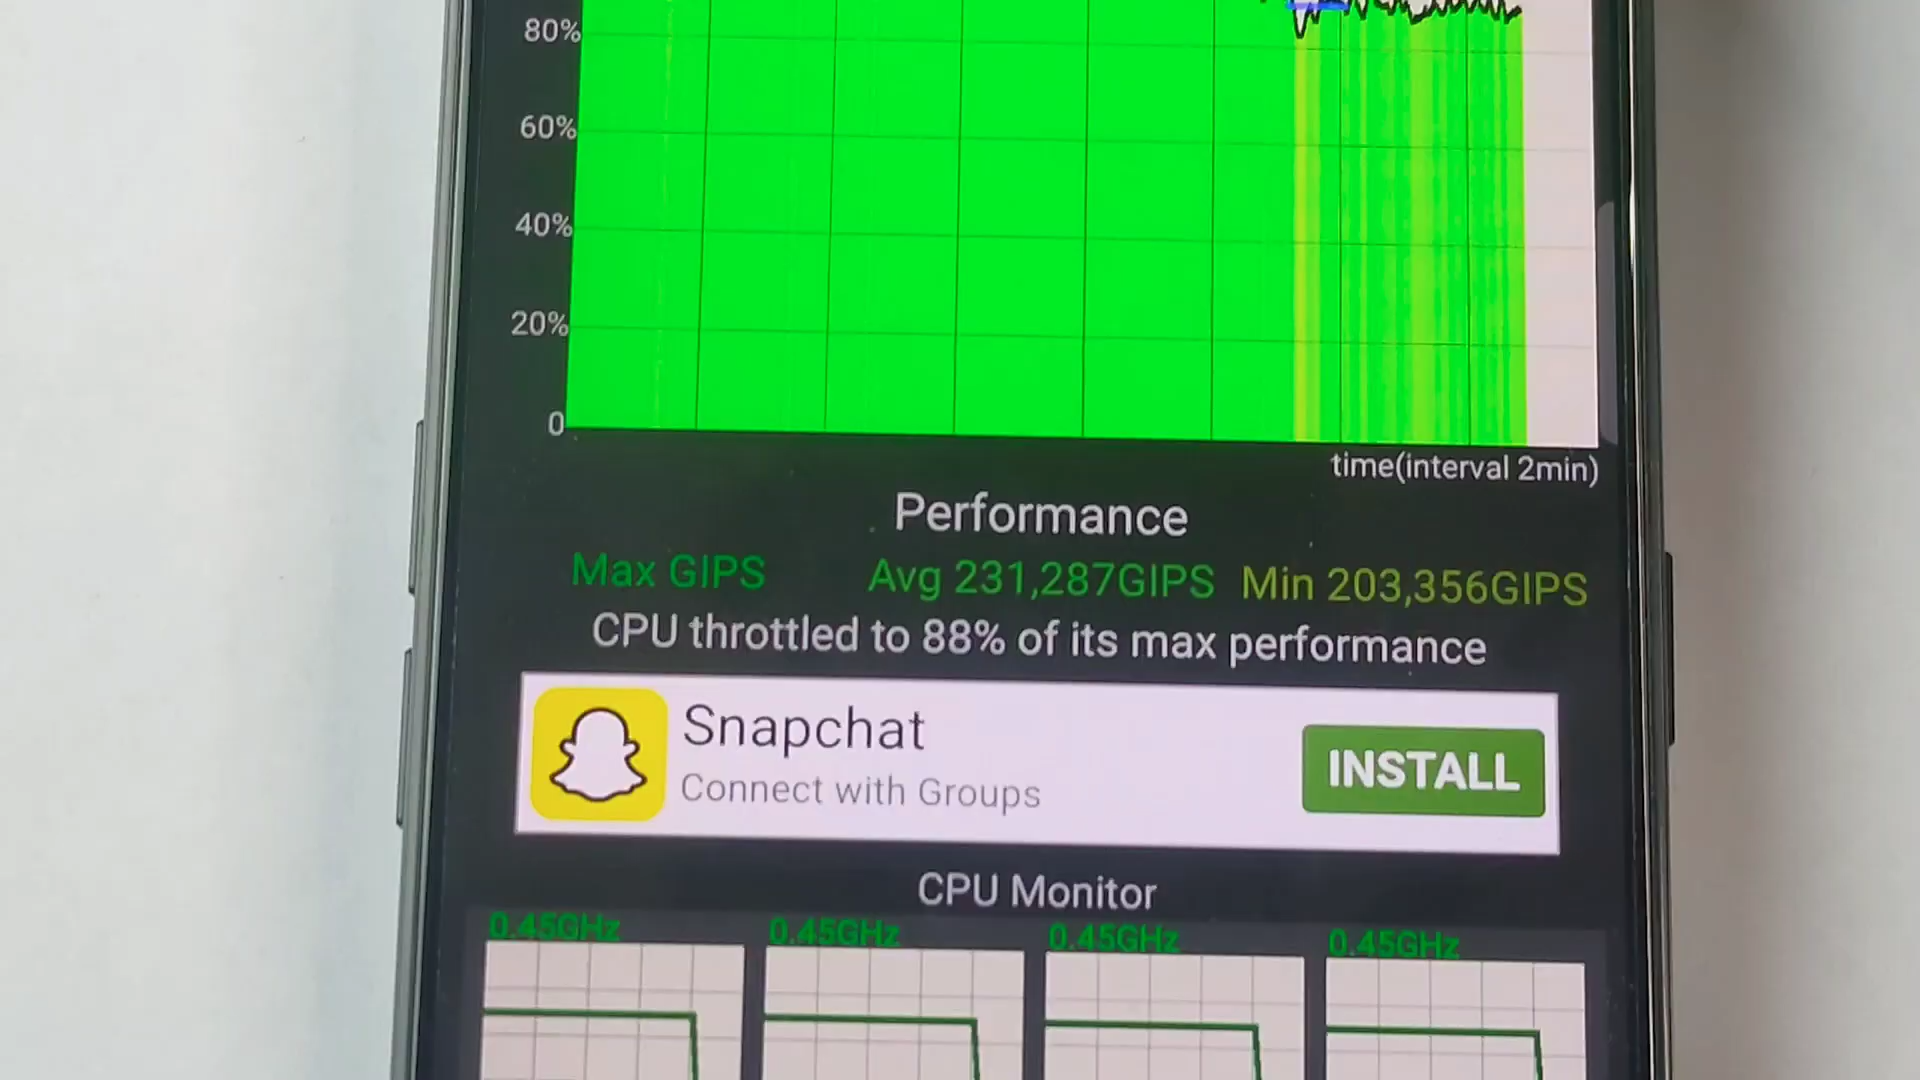 80%
60%
40%
20%
0
time(interval 2min)
Performance
Max GIPS Avg 231,287GIPS Min 203,356GIPS
CPU throttled to 88% of its max performance
Snapchat
Connect with Groups
INSTALL
CPU Monitor
0.45GHz 0.45GHz 0.45GHz 0.45GHz